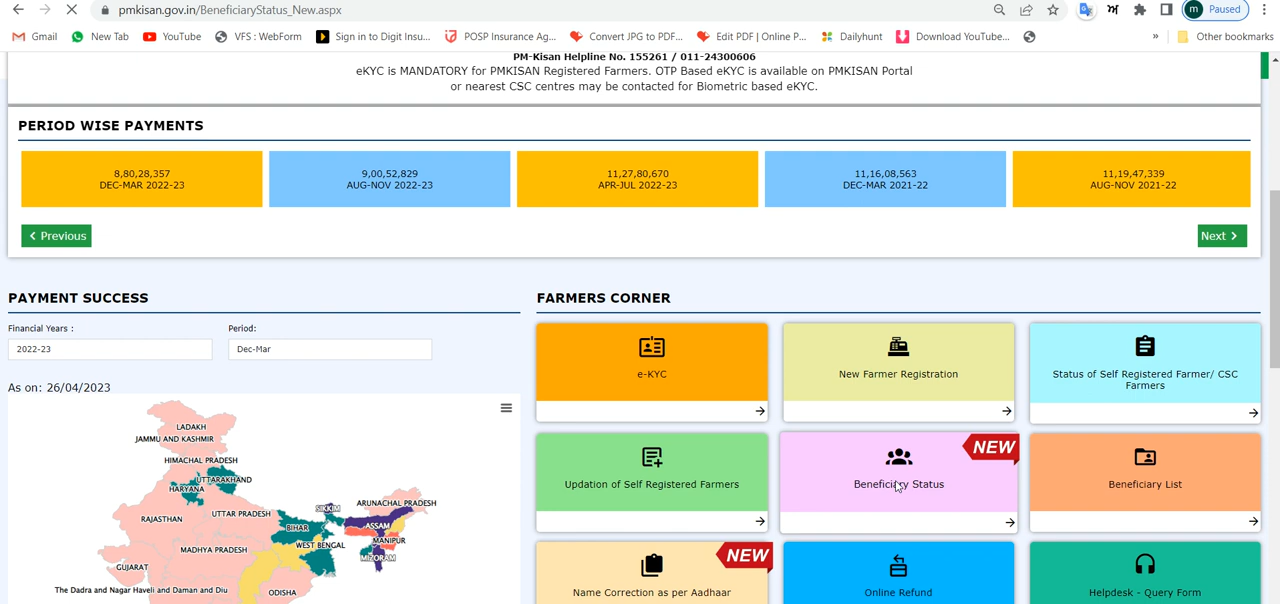 pmkisan.gov.in/BeneficiaryStatus_New.aspx
m Paused
Gmail New Tab YouTube VFS : WebForm Sign in to Digit Insu... POSP Insurance Ag... Convert JPG to PDF... Edit PDF | Online P... Dailyhunt Download YouTube... » Other bookmarks
PM-Kisan Helpline No. 155261 / 011-24300606
eKYC is MANDATORY for PMKISAN Registered Farmers. OTP Based eKYC is available on PMKISAN Portal
or nearest CSC centres may be contacted for Biometric based eKYC.
PERIOD WISE PAYMENTS
8,80,28,357
DEC-MAR 2022-23
9,00,52,829
AUG-NOV 2022-23
11,27,80,670
APR-JUL 2022-23
11,16,08,563
DEC-MAR 2021-22
11,19,47,339
AUG-NOV 2021-22
Previous
Next
PAYMENT SUCCESS
Financial Years :
Period:
2022-23
Dec-Mar
As on: 26/04/2023
LADAKH
JAMMU AND KASHMIR
HIMACHAL PRADESH
UTTARAKHAND
HARYANA
ARUNACHAL PRADESH
SIKKIM
UTTAR PRADESH
RAJASTHAN
BIHAR
ASSAM
WEST BENGAL
MANIPUR
MADHYA PRADESH
MIZORAM
GUJARAT
The Dadra and Nagar Haveli and Daman and Diu
ODISHA
FARMERS CORNER
e-KYC
New Farmer Registration
Status of Self Registered Farmer/ CSC
Farmers
Updation of Self Registered Farmers
NEW
Beneficiary Status
Beneficiary List
NEW
Name Correction as per Aadhaar
Online Refund
Helpdesk - Query Form